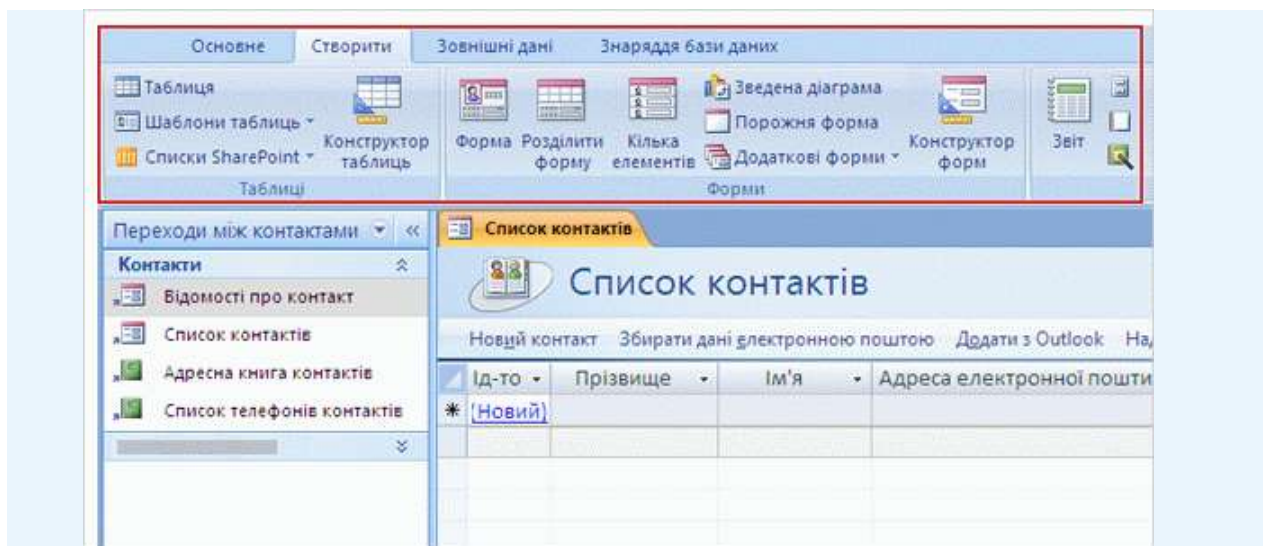 Основне Створити Зовнішні дані Знаряддя бази даних
Таблиця
Шаблони таблиць
Списки SharePoint
Конструктор
таблиць
Таблиці
Форма
Розділити
форму
Кілька
елементів
Зведена діаграма
Порожня форма
Додаткові форми
Конструктор
форм
Форми
Звіт
Переходи між контактами
Контакти
Відомості про контакт
Список контактів
Адресна книга контактів
Список телефонів контактів
Список контактів
Список контактів
Новий контакт Збирати дані електронною поштою Додати з Outlook На
Ід-то Прізвище Ім'я Адреса електронної пошти
(Новий)